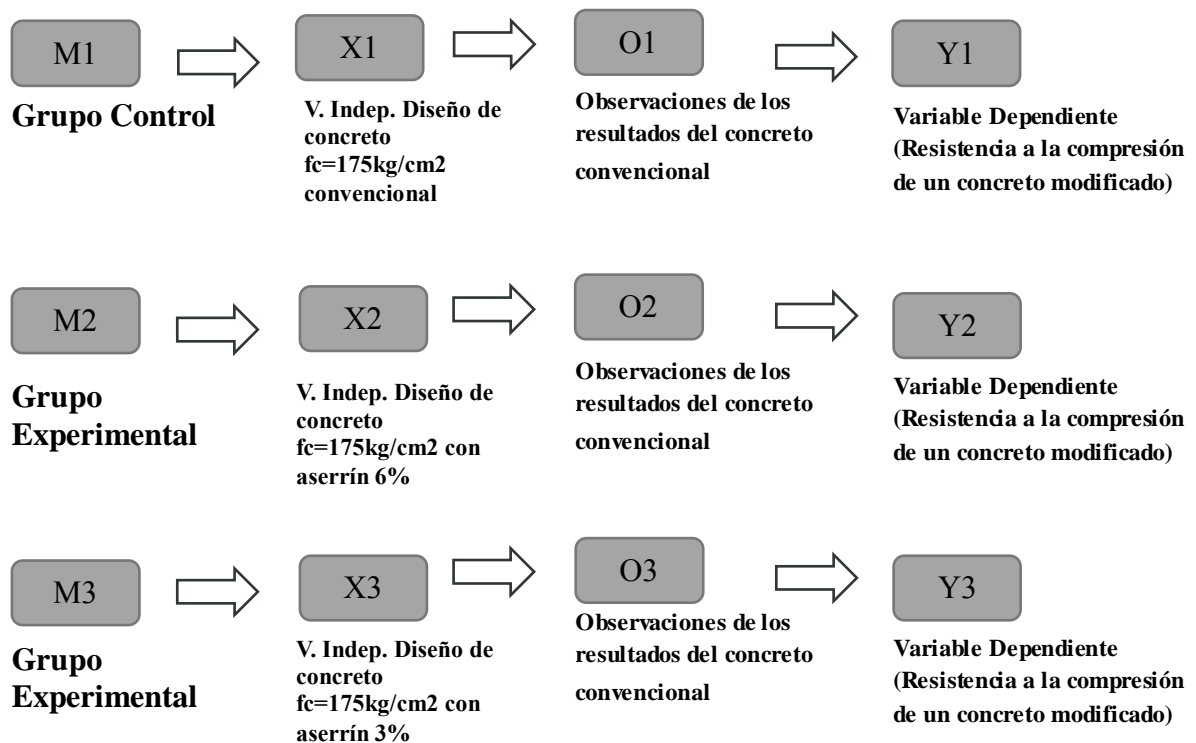 M1
X1
O1
Y1
Grupo Control
V. Indep. Diseño de
concreto
fc=175kg/cm2
convencional
Observaciones de los
resultados del concreto
convencional
Variable Dependiente
(Resistencia a la compresión
de un concreto modificado)
M2
X2
O2
Y2
Grupo
Experimental
V. Indep. Diseño de
concreto
fc=175kg/cm2 con
aserrín 6%
Observaciones de los
resultados del concreto
convencional
Variable Dependiente
(Resistencia a la compresión
de un concreto modificado)
M3
X3
O3
Y3
Grupo
Experimental
V. Indep. Diseño de
concreto
fc=175kg/cm2 con
aserrín 3%
Observaciones de los
resultados del concreto
convencional
Variable Dependiente
(Resistencia a la compresión
de un concreto modificado)